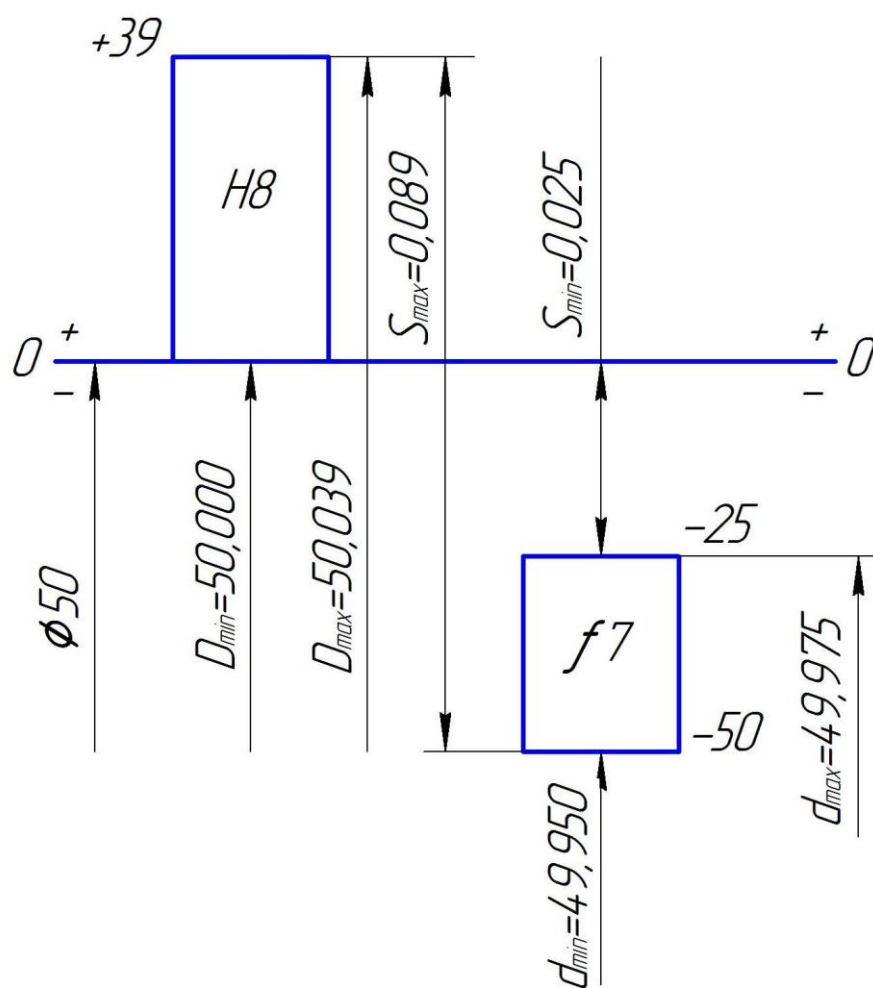 +39
H8
Smax=0,089
Smin=0,025
0 + −
+ − 0
⌀50
Dmin=50,000
Dmax=50,039
−25
f7
−50
dmin=49,950
dmax=49,975